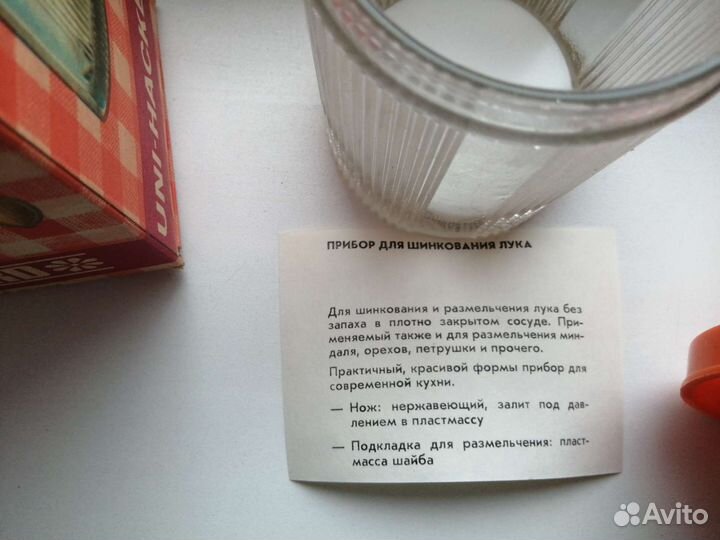 UNI-HACK
ПРИБОР ДЛЯ ШИНКОВАНИЯ ЛУКА
Для шинкования и размельчения лука без
запаха в плотно закрытом сосуде. При-
меняемый также и для размельчения мин-
даля, орехов, петрушки и прочего.
Практичный, красивой формы прибор для
современной кухни.
— Нож: нержавеющий, залит под дав-
лением в пластмассу
— Подкладка для размельчения: пласт-
масса шайба
Avito